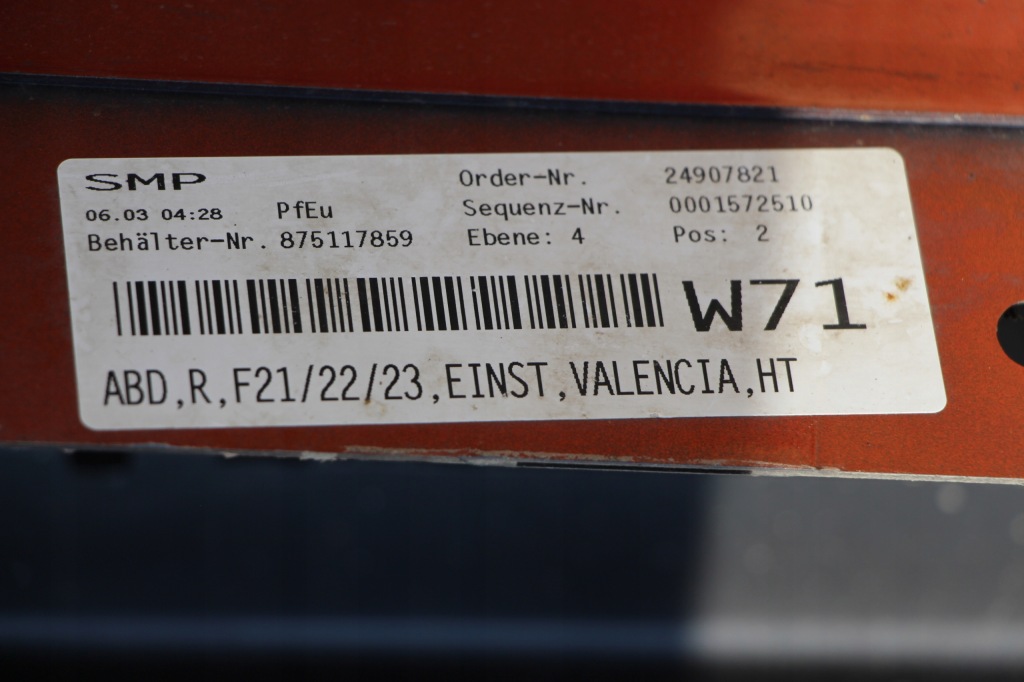 SMP Order-Nr. 24907821
06.03 04:28 PfEu Sequenz-Nr. 0001572510
Behälter-Nr. 875117859 Ebene: 4 Pos: 2
W71
ABD,R,F21/22/23,EINST,VALENCIA,HT